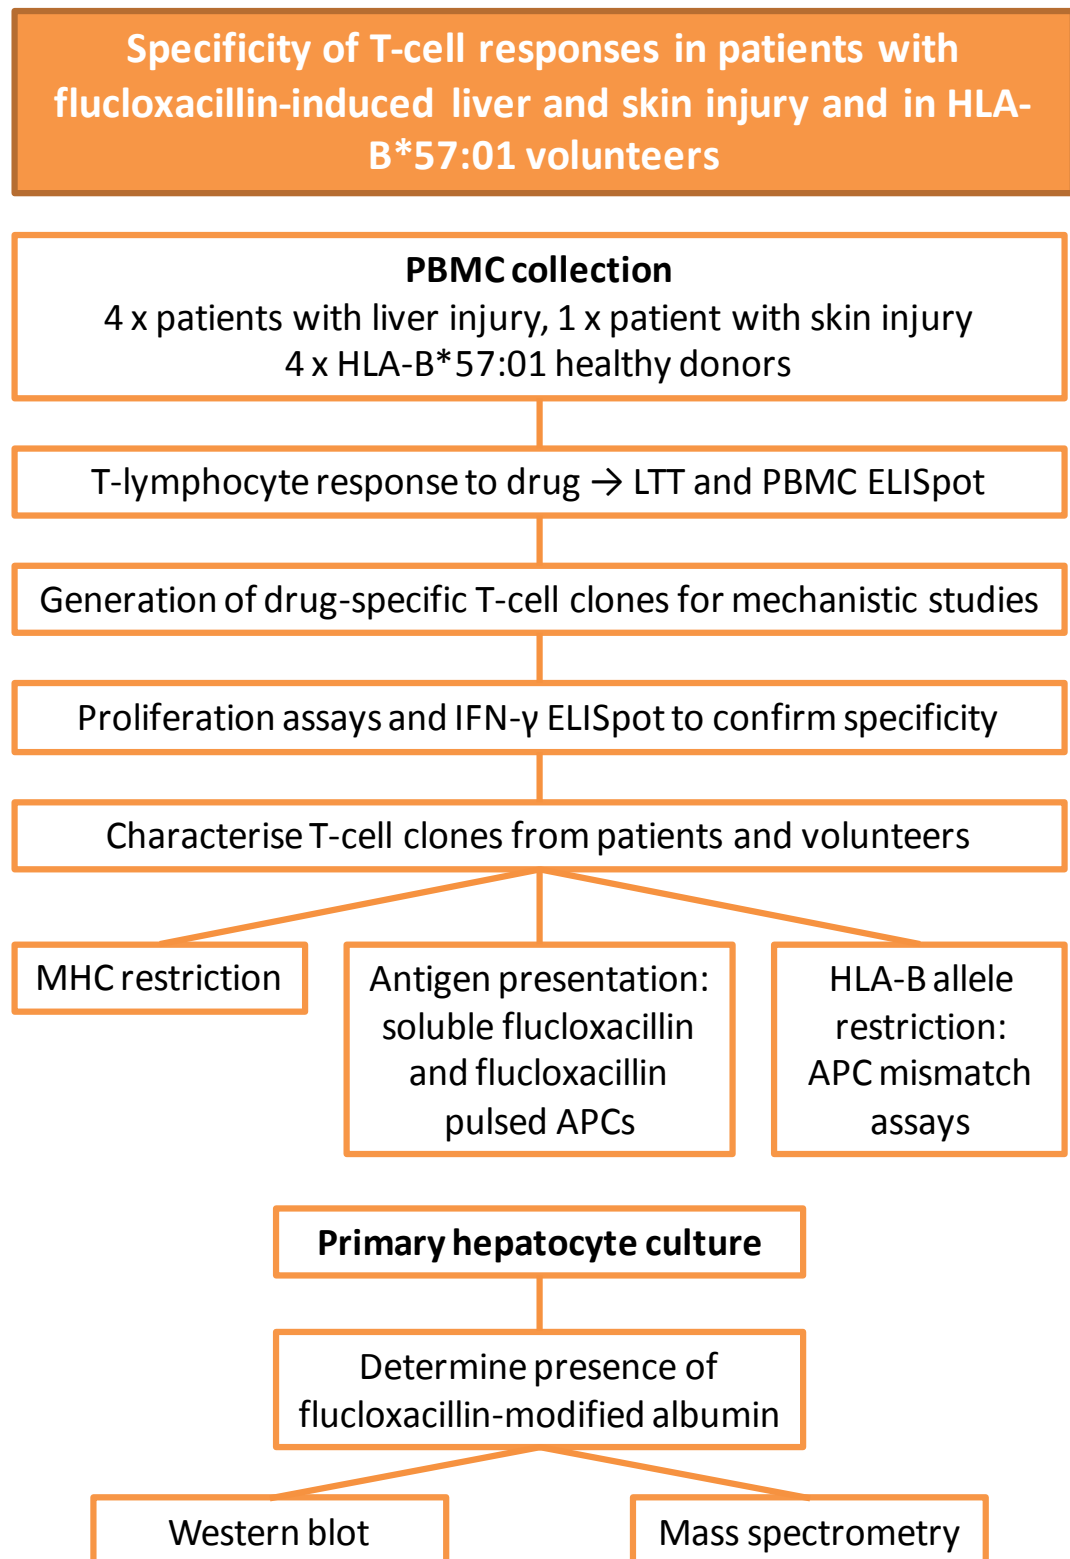 Specificity of T-cell responses in patients with
flucloxacillin-induced liver and skin injury and in HLA-
B*57:01 volunteers
PBMC collection
4 x patients with liver injury, 1 x patient with skin injury
4 x HLA-B*57:01 healthy donors
T-lymphocyte response to drug → LTT and PBMC ELISpot
Generation of drug-specific T-cell clones for mechanistic studies
Proliferation assays and IFN-γ ELISpot to confirm specificity
Characterise T-cell clones from patients and volunteers
MHC restriction
Antigen presentation:
soluble flucloxacillin
and flucloxacillin
pulsed APCs
HLA-B allele
restriction:
APC mismatch
assays
Primary hepatocyte culture
Determine presence of
flucloxacillin-modified albumin
Western blot
Mass spectrometry